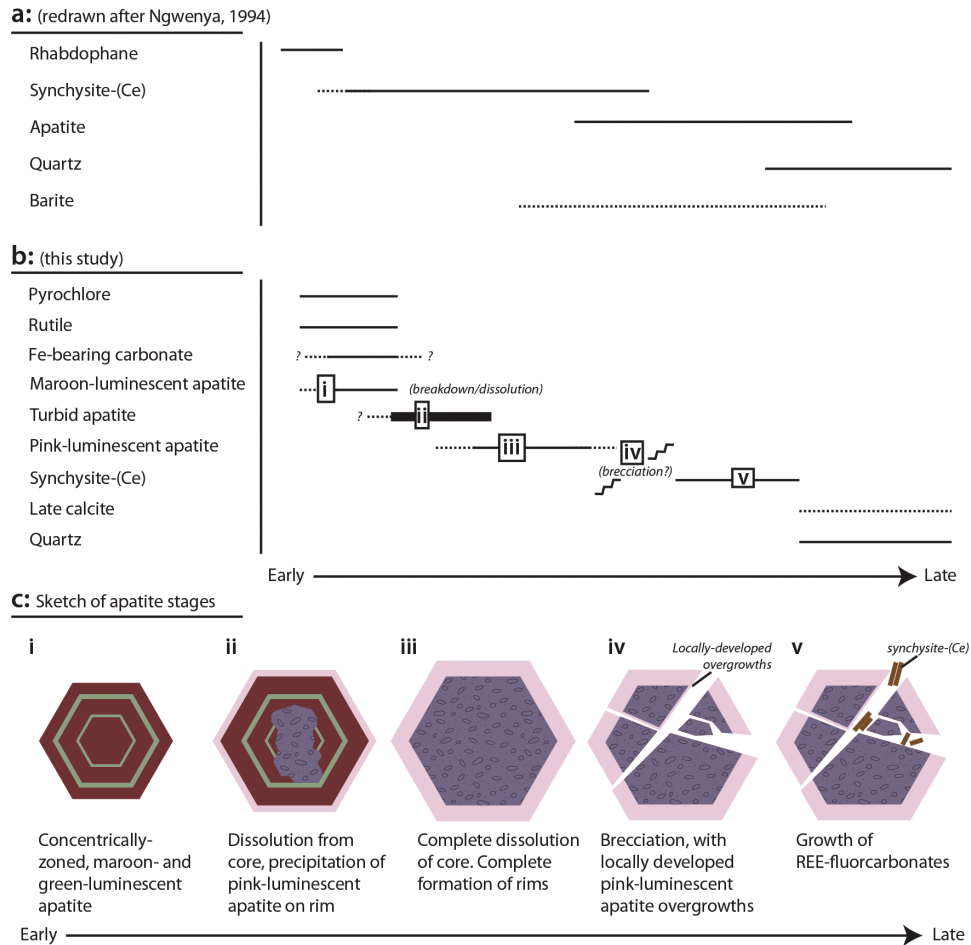 a: (redrawn after Ngwenya, 1994)
Rhabdophane
Synchysite-(Ce)
Apatite
Quartz
Barite
b: (this study)
Pyrochlore
Rutile
Fe-bearing carbonate
? ?
Maroon-luminescent apatite
i
(breakdown/dissolution)
Turbid apatite
?
ii
Pink-luminescent apatite
iii
iv
(brecciation?)
Synchysite-(Ce)
v
Late calcite
Quartz
Early
Late
c: Sketch of apatite stages
i
ii
iii
iv
Locally-developed
overgrowths
v
synchysite-(Ce)
Concentrically-
zoned, maroon- and
green-luminescent
apatite
Dissolution from
core, precipitation of
pink-luminescent
apatite on rim
Complete dissolution
of core. Complete
formation of rims
Brecciation, with
locally developed
pink-luminescent
apatite overgrowths
Growth of
REE-fluorcarbonates
Early
Late